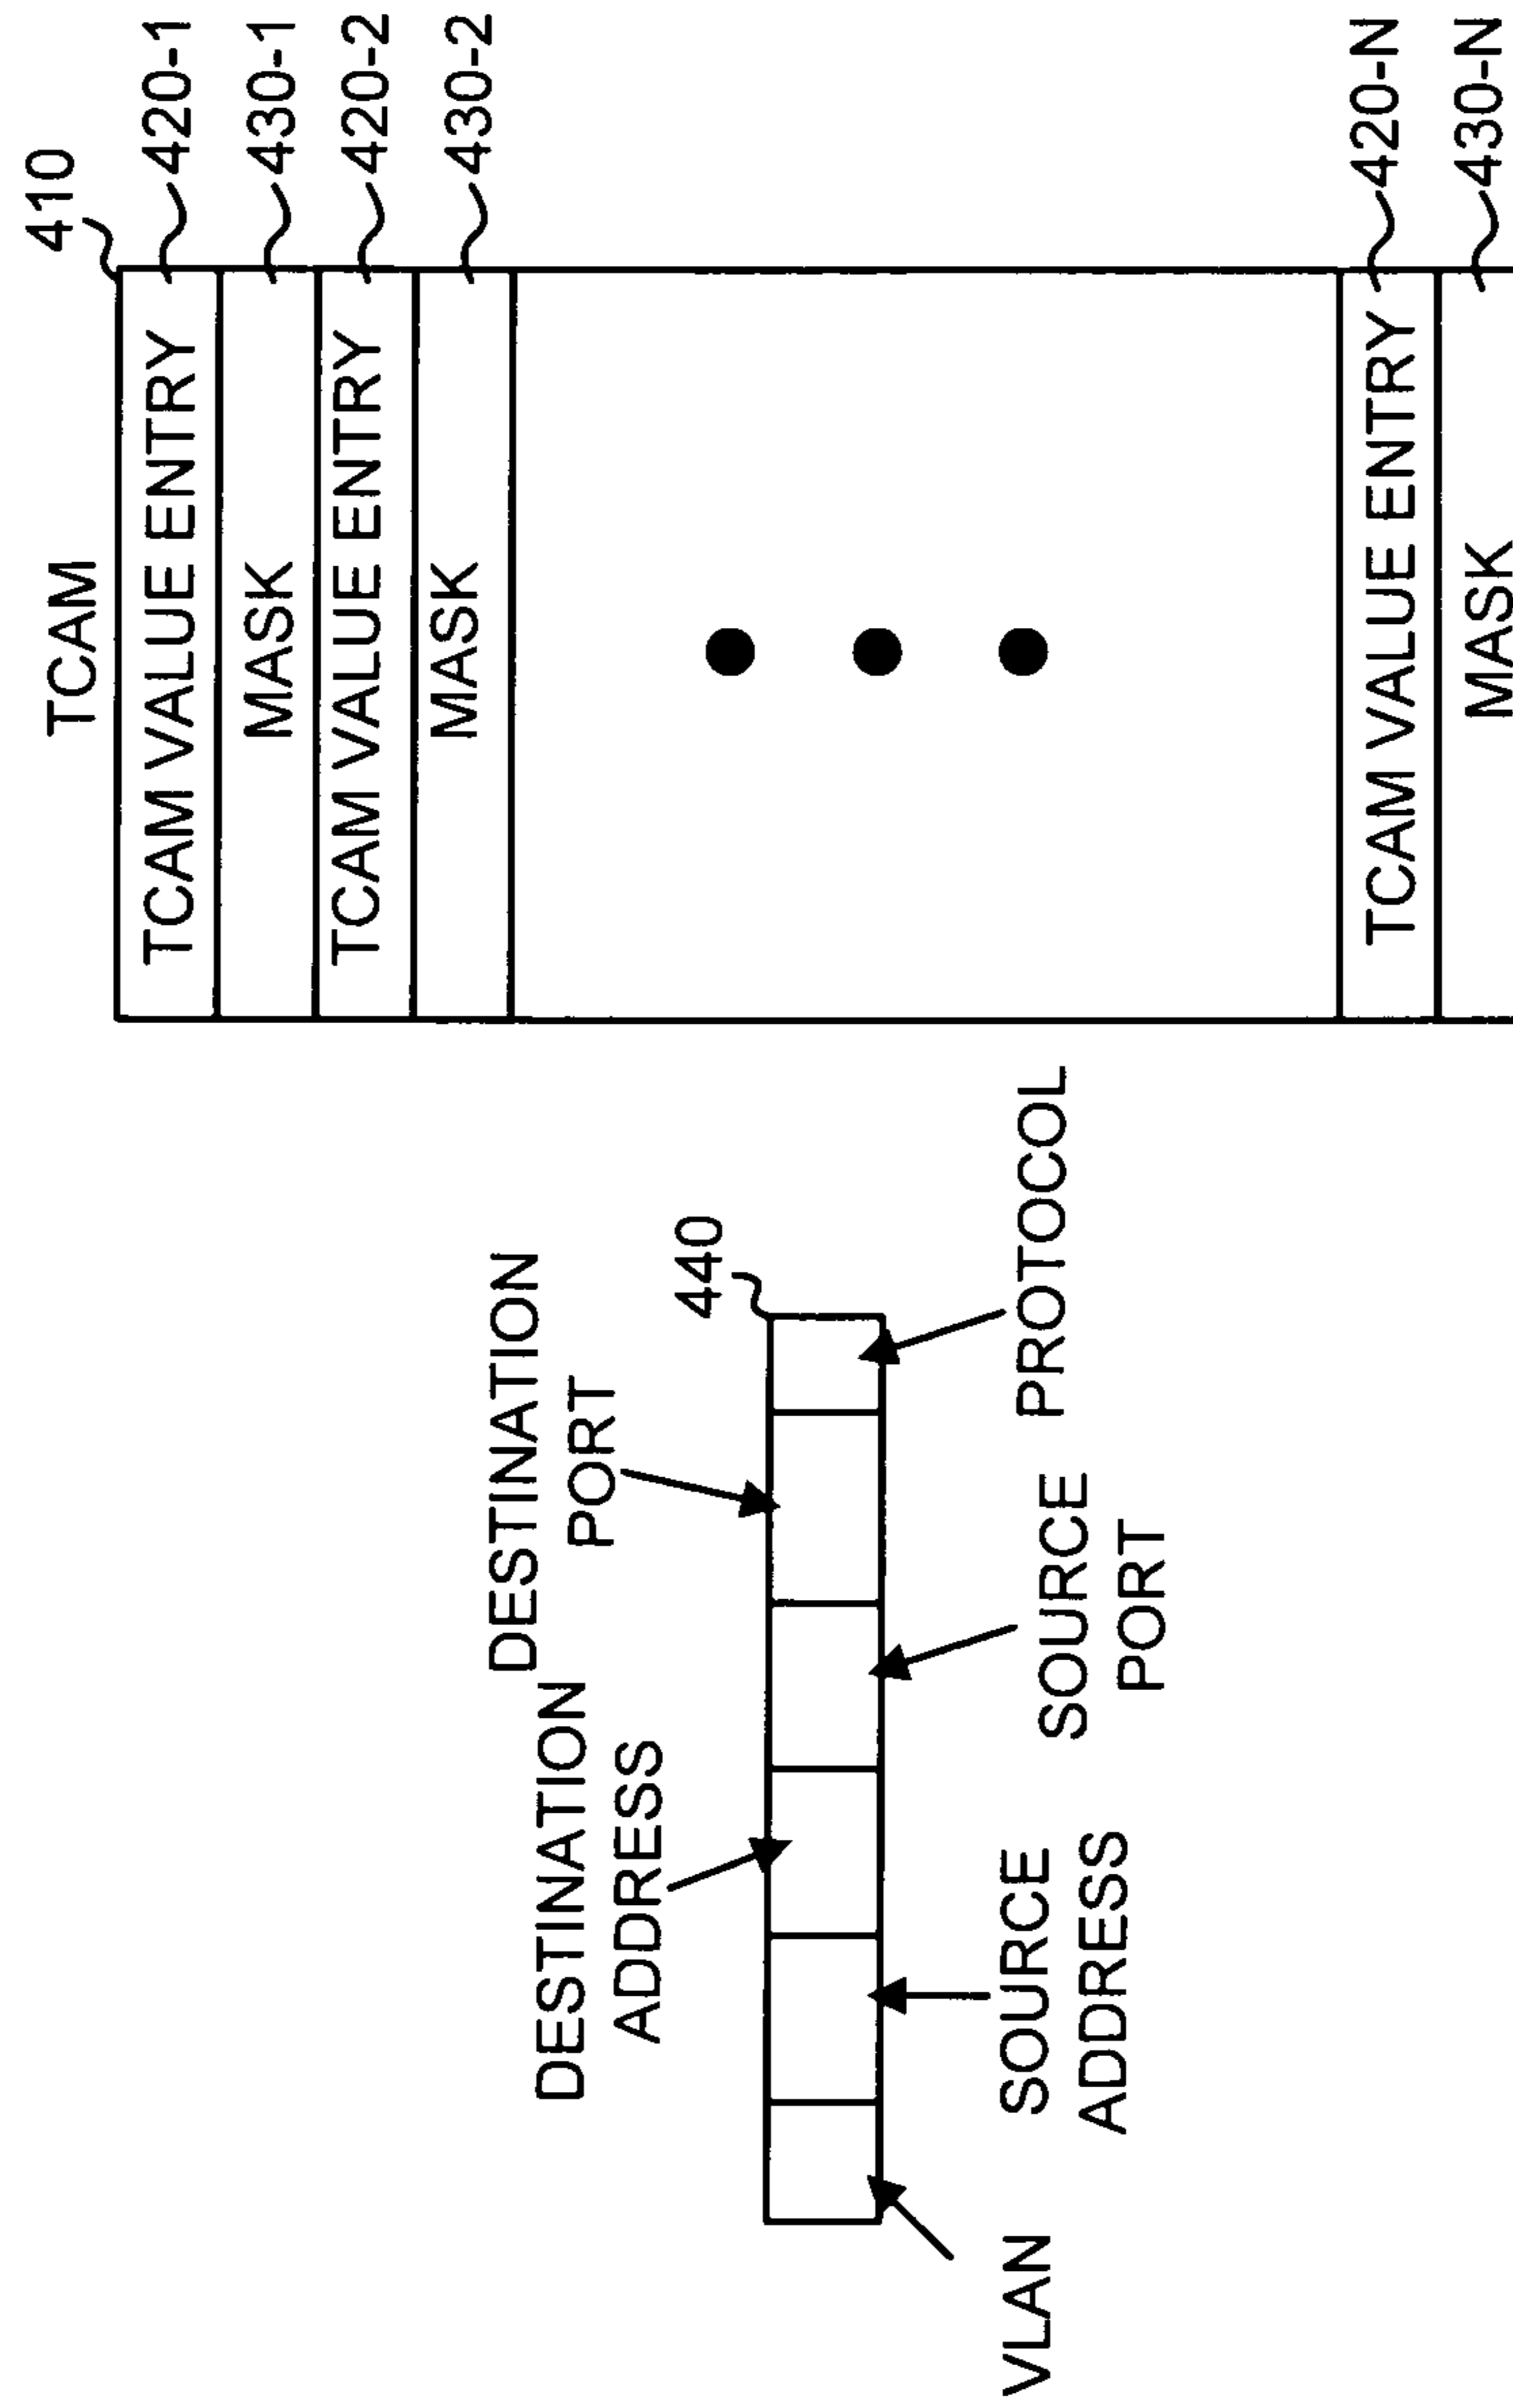 DESTINATION
PORT
440
DESTINATION
ADDRESS
VLAN
SOURCE
ADDRESS
SOURCE
PORT
PROTOCOL
TCAM
410
TCAM VALUE ENTRY
420-1
MASK
430-1
TCAM VALUE ENTRY
420-2
MASK
430-2
TCAM VALUE ENTRY
420-N
MASK
430-N